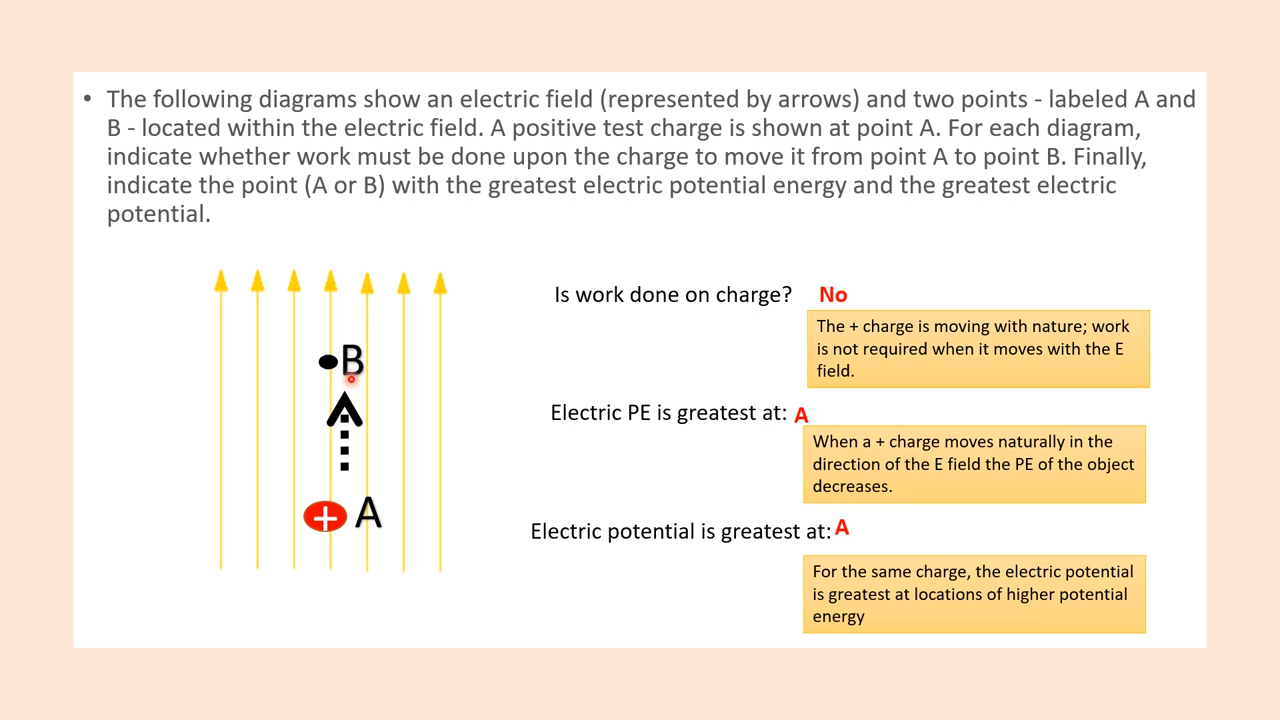 • The following diagrams show an electric field (represented by arrows) and two points - labeled A and
B - located within the electric field. A positive test charge is shown at point A. For each diagram,
indicate whether work must be done upon the charge to move it from point A to point B. Finally,
indicate the point (A or B) with the greatest electric potential energy and the greatest electric
potential.
B
+ A
Is work done on charge? No
The + charge is moving with nature; work
is not required when it moves with the E
field.
Electric PE is greatest at: A
When a + charge moves naturally in the
direction of the E field the PE of the object
decreases.
Electric potential is greatest at: A
For the same charge, the electric potential
is greatest at locations of higher potential
energy